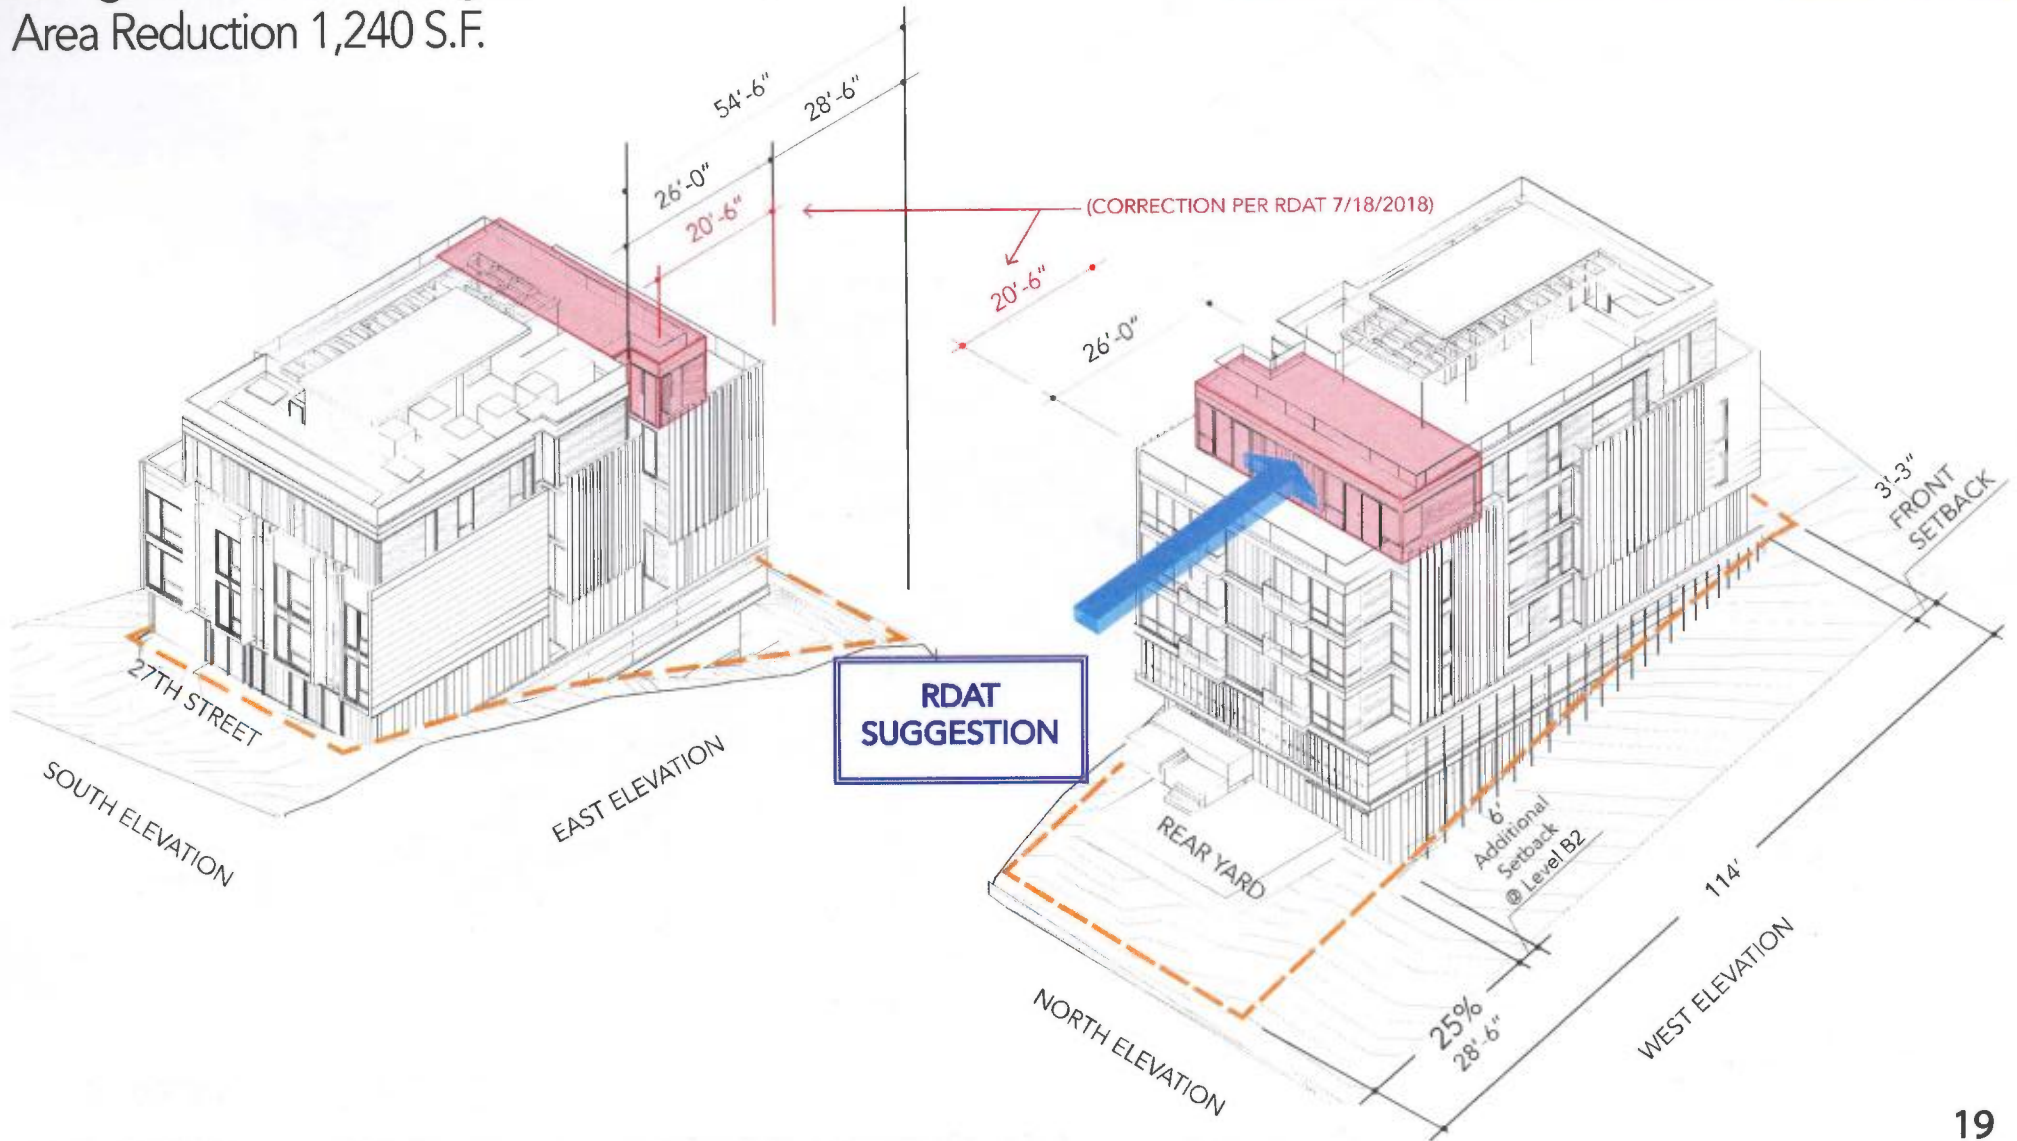 Area Reduction 1,240 S.F.
54'-6"
28'-6"
26'-0"
20'-6"
(CORRECTION PER RDAT 7/18/2018)
20'-6"
26'-0"
3'-3"
FRONT
SETBACK
27TH STREET
SOUTH ELEVATION
EAST ELEVATION
RDAT
SUGGESTION
REAR YARD
6'
Additional
Setback
@ Level B2
114'
25%
28'-6"
NORTH ELEVATION
WEST ELEVATION
19